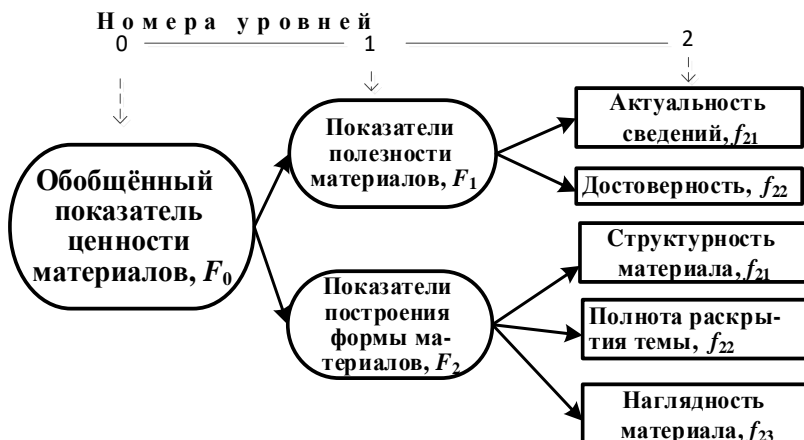 Номера уровней
0
1
2
Обобщённый
показатель
ценности
материалов, F0
Показатели
полезности
материалов, F1
Показатели
построения
формы ма-
териалов, F2
Актуальность
сведений, f21
Достоверность, f22
Структурность
материала, f21
Полнота раскры-
тия темы, f22
Наглядность
материала, f23